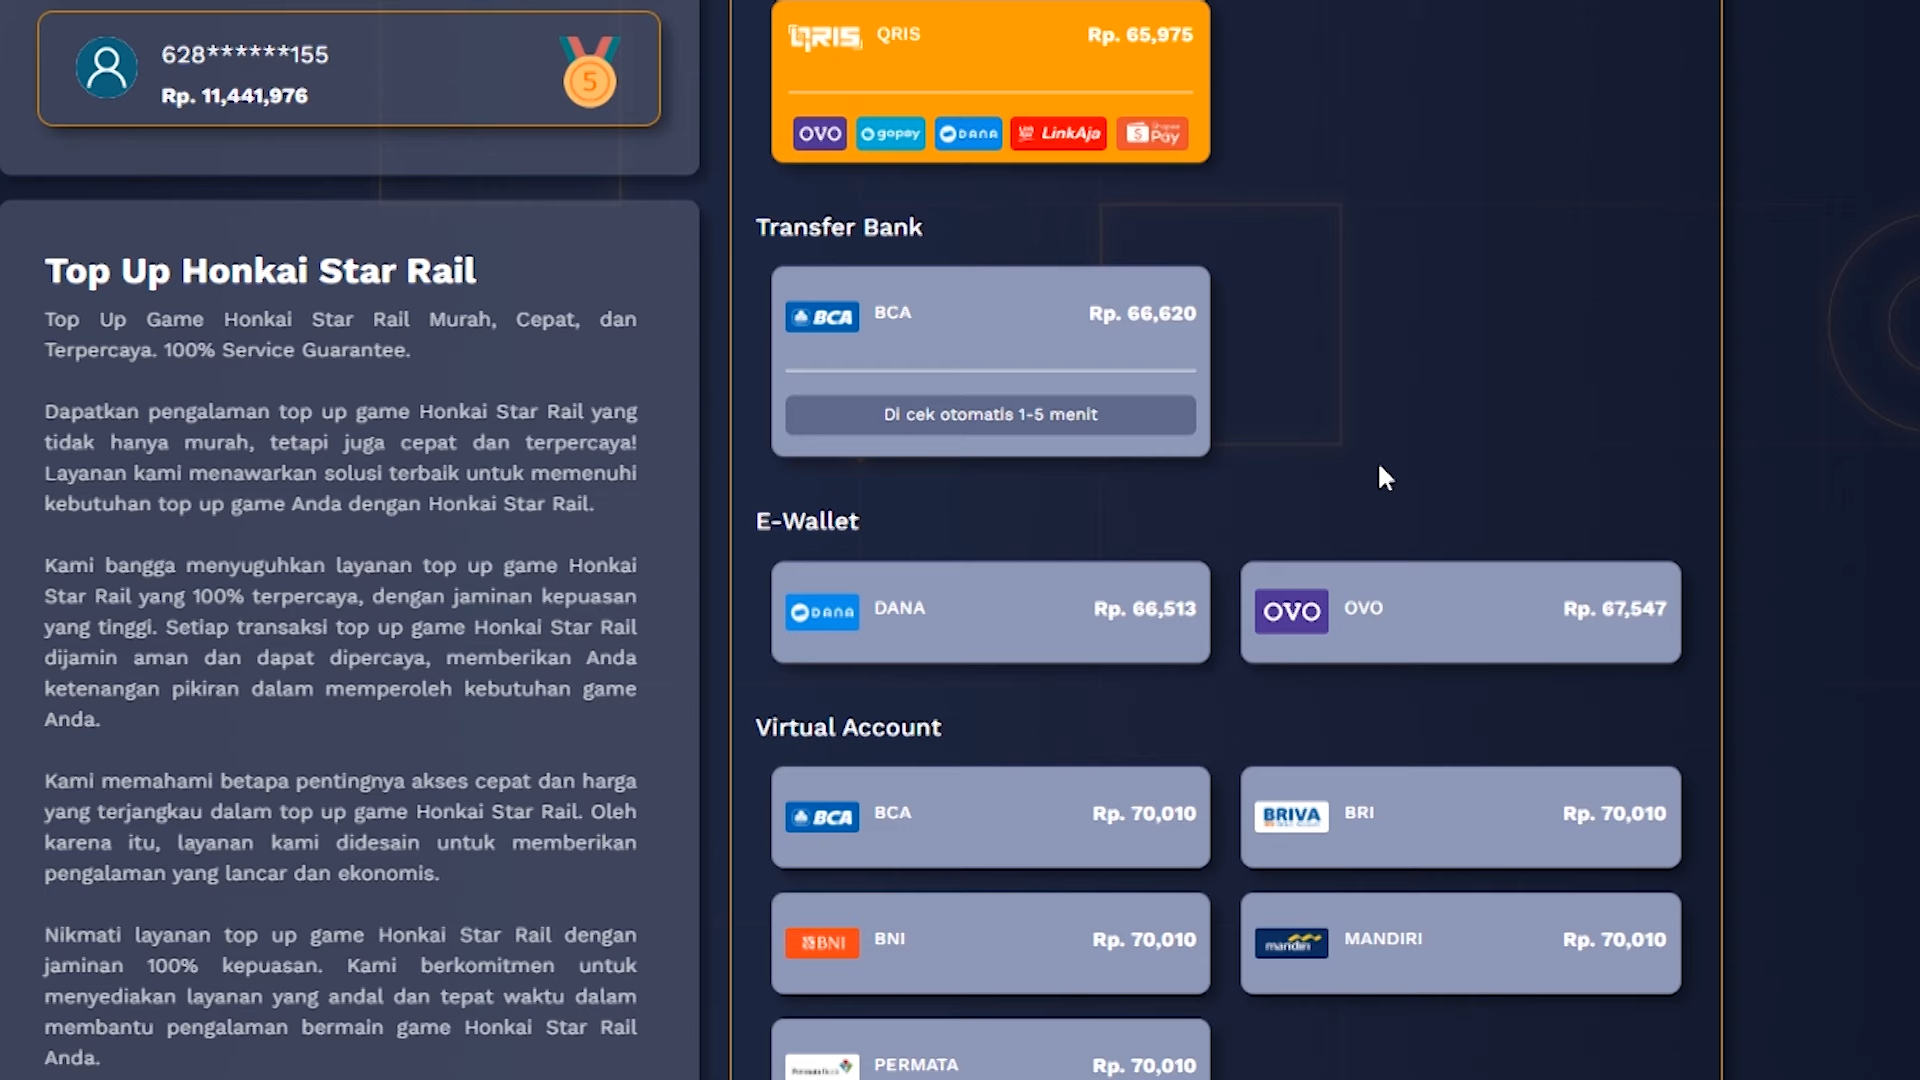 628******155
Rp. 11,441,976
5
Top Up Honkai Star Rail
Top Up Game Honkai Star Rail Murah, Cepat, dan
Terpercaya. 100% Service Guarantee.
Dapatkan pengalaman top up game Honkai Star Rail yang
tidak hanya murah, tetapi juga cepat dan terpercaya!
Layanan kami menawarkan solusi terbaik untuk memenuhi
kebutuhan top up game Anda dengan Honkai Star Rail.
Kami bangga menyuguhkan layanan top up game Honkai
Star Rail yang 100% terpercaya, dengan jaminan kepuasan
yang tinggi. Setiap transaksi top up game Honkai Star Rail
dijamin aman dan dapat dipercaya, memberikan Anda
ketenangan pikiran dalam memperoleh kebutuhan game
Anda.
Kami memahami betapa pentingnya akses cepat dan harga
yang terjangkau dalam top up game Honkai Star Rail. Oleh
karena itu, layanan kami didesain untuk memberikan
pengalaman yang lancar dan ekonomis.
Nikmati layanan top up game Honkai Star Rail dengan
jaminan 100% kepuasan. Kami berkomitmen untuk
menyediakan layanan yang andal dan tepat waktu dalam
membantu pengalaman bermain game Honkai Star Rail
Anda.
QRIS QRIS Rp. 65,975
OVO gopay DANA LinkAja Shopee Pay
Transfer Bank
BCA BCA Rp. 66,620
Di cek otomatis 1-5 menit
E-Wallet
DANA DANA Rp. 66,513
OVO OVO Rp. 67,547
Virtual Account
BCA BCA Rp. 70,010
BRIVA BRI Rp. 70,010
BNI BNI Rp. 70,010
mandiri MANDIRI Rp. 70,010
PermataBank PERMATA Rp. 70,010